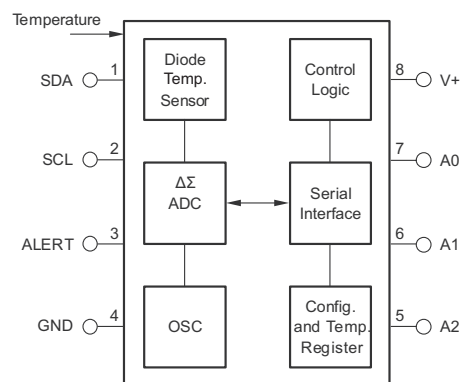 Temperature
SDA
1
Diode
Temp.
Sensor
Control
Logic
8
V+
SCL
2
ΔΣ
ADC
Serial
Interface
7
A0
ALERT
3
6
A1
GND
4
OSC
Config.
and Temp.
Register
5
A2